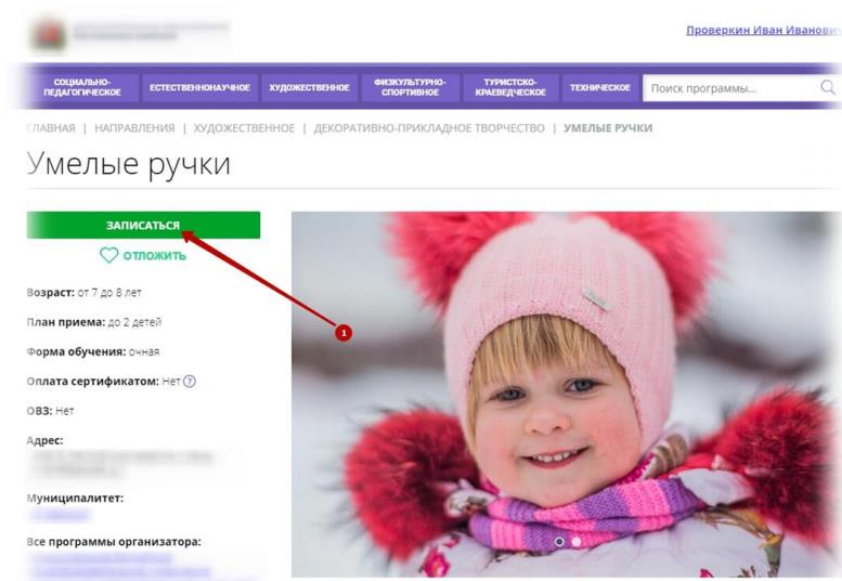 Проверкин Иван Иванович
СОЦИАЛЬНО-
ПЕДАГОГИЧЕСКОЕ
ЕСТЕСТВЕННОНАУЧНОЕ
ХУДОЖЕСТВЕННОЕ
ФИЗКУЛЬТУРНО-
СПОРТИВНОЕ
ТУРИСТСКО-
КРАЕВЕДЧЕСКОЕ
ТЕХНИЧЕСКОЕ
Поиск программы...
ГЛАВНАЯ | НАПРАВЛЕНИЯ | ХУДОЖЕСТВЕННОЕ | ДЕКОРАТИВНО-ПРИКЛАДНОЕ ТВОРЧЕСТВО | УМЕЛЫЕ РУЧКИ
Умелые ручки
ЗАПИСАТЬСЯ
ОТЛОЖИТЬ
1
Возраст: от 7 до 8 лет
План приема: до 2 детей
Форма обучения: очная
Оплата сертификатом: Нет ?
ОВЗ: Нет
Адрес:
Муниципалитет:
Все программы организатора: